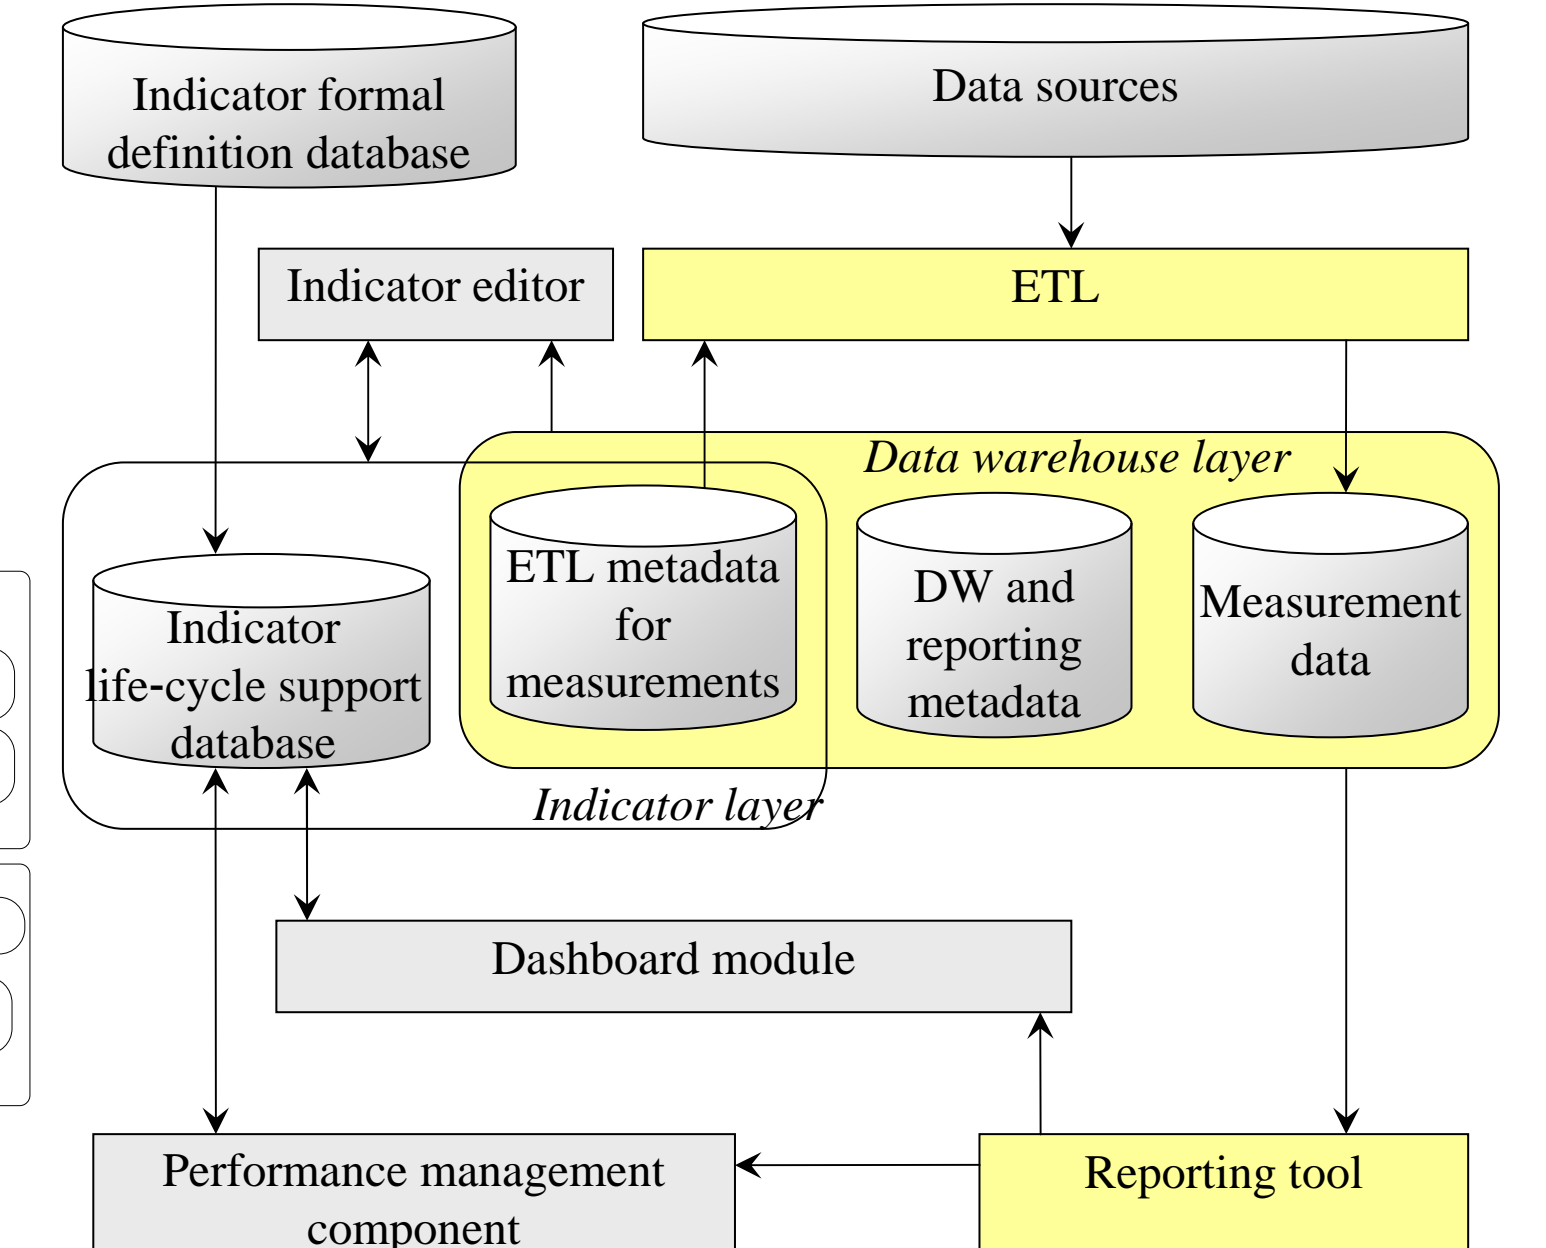 Indicator formal
definition database
Data sources
Indicator editor
ETL
Data warehouse layer
ETL metadata
for
measurements
DW and
reporting
metadata
Measurement
data
Indicator
life-cycle support
database
Indicator layer
Dashboard module
Performance management
component
Reporting tool